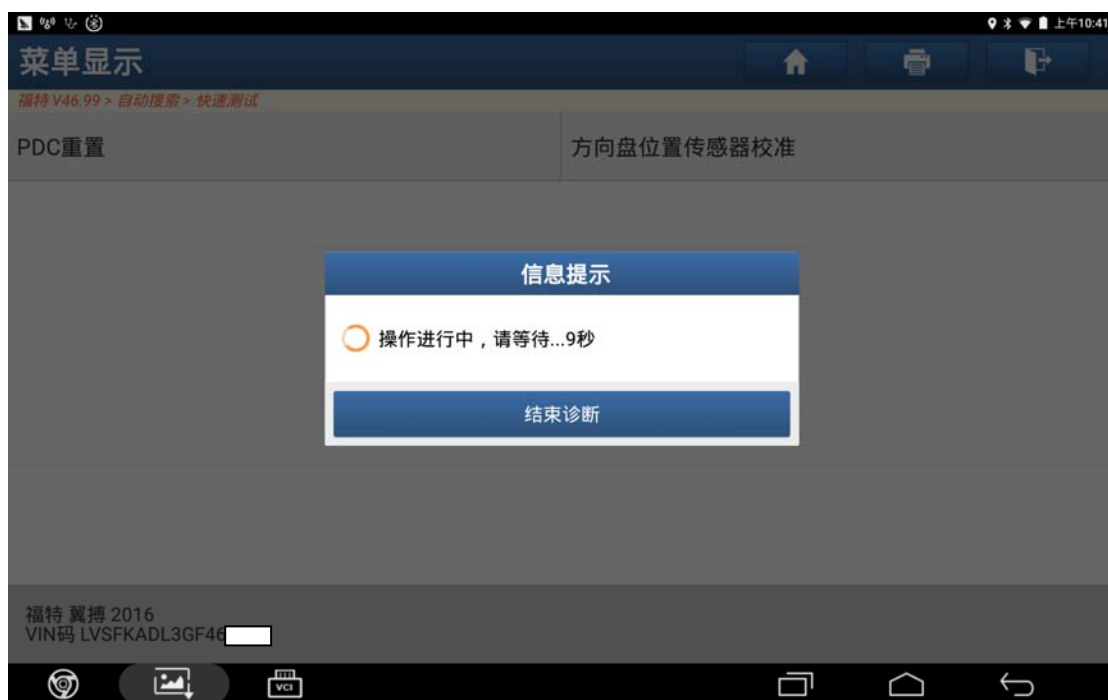 上午10:41
菜单显示
福特 V46.99 > 自动搜索 > 快速测试
PDC重置
方向盘位置传感器校准
信息提示
操作进行中，请等待...9秒
结束诊断
福特 翼搏 2016
VIN码 LVSFKADL3GF46
VCI